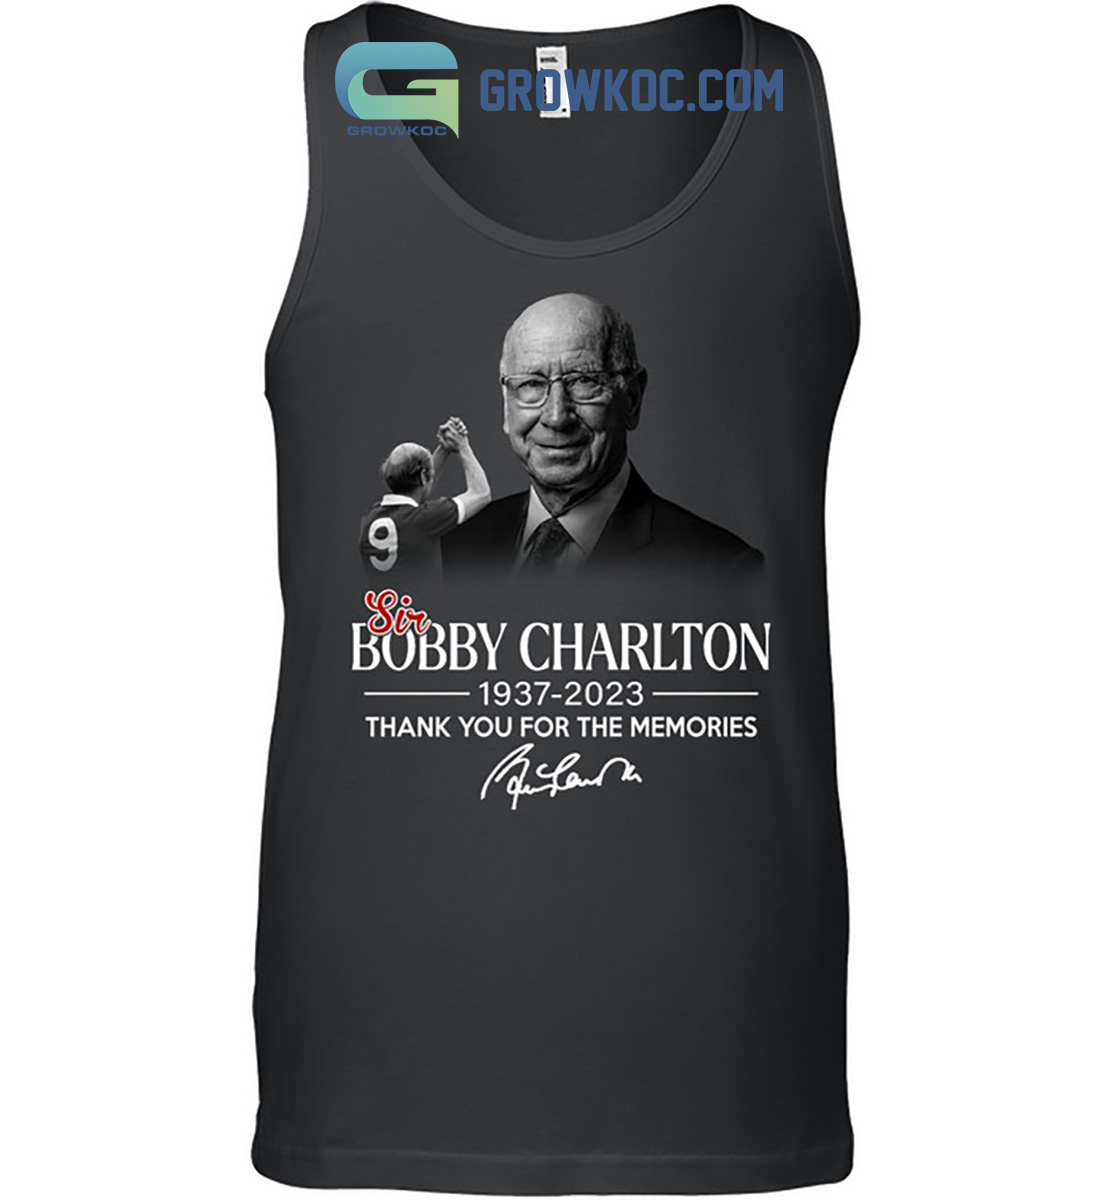 GROWKOC
GROWKOC.COM
9
Sir
BOBBY CHARLTON
1937-2023
THANK YOU FOR THE MEMORIES